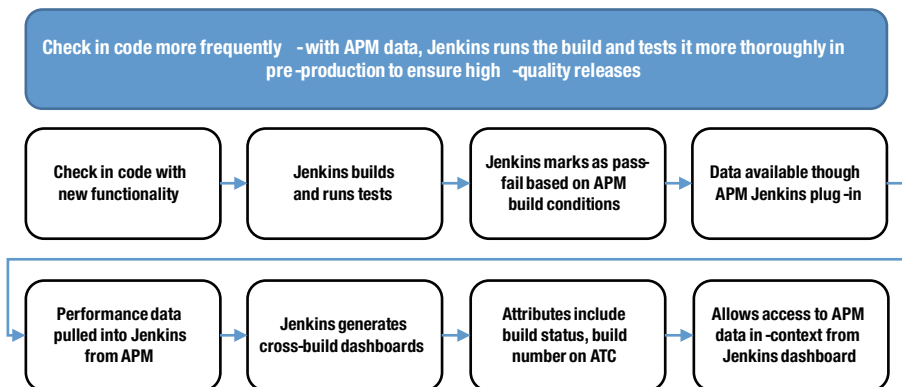 Check in code more frequently -with APM data, Jenkins runs the build and tests it more thoroughly in
pre -production to ensure high -quality releases
Check in code with
new functionality
Jenkins builds
and runs tests
Jenkins marks as pass-
fail based on APM
build conditions
Data available though
APM Jenkins plug -in
Performance data
pulled into Jenkins
from APM
Jenkins generates
cross-build dashboards
Attributes include
build status, build
number on ATC
Allows access to APM
data in -context from
Jenkins dashboard